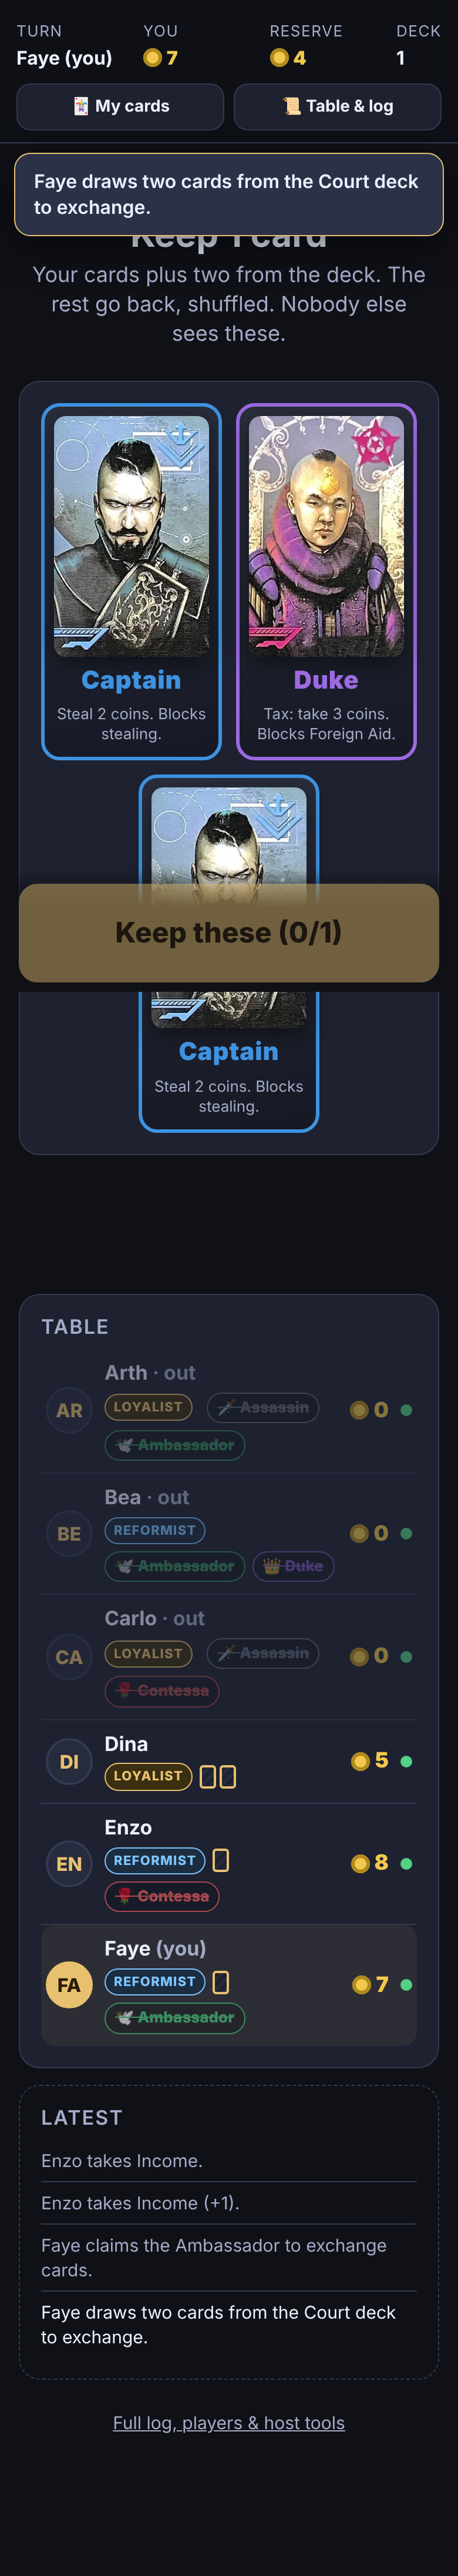 TURN YOU RESERVE DECK
Faye (you) 7 4 1
🃏 My cards 📜 Table & log
Faye draws two cards from the Court deck
to exchange.
Keep 1 card
Your cards plus two from the deck. The
rest go back, shuffled. Nobody else
sees these.
Captain
Steal 2 coins. Blocks
stealing.
Duke
Tax: take 3 coins.
Blocks Foreign Aid.
Keep these (0/1)
Captain
Steal 2 coins. Blocks
stealing.
TABLE
AR
Arth · out
LOYALIST 🗡️ Assassin
🕊️ Ambassador
0
BE
Bea · out
REFORMIST
🕊️ Ambassador 👑 Duke
0
CA
Carlo · out
LOYALIST 🗡️ Assassin
🌹 Contessa
0
DI
Dina
LOYALIST
5
EN
Enzo
REFORMIST
🌹 Contessa
8
FA
Faye (you)
REFORMIST
🕊️ Ambassador
7
LATEST
Enzo takes Income.
Enzo takes Income (+1).
Faye claims the Ambassador to exchange
cards.
Faye draws two cards from the Court deck
to exchange.
Full log, players & host tools